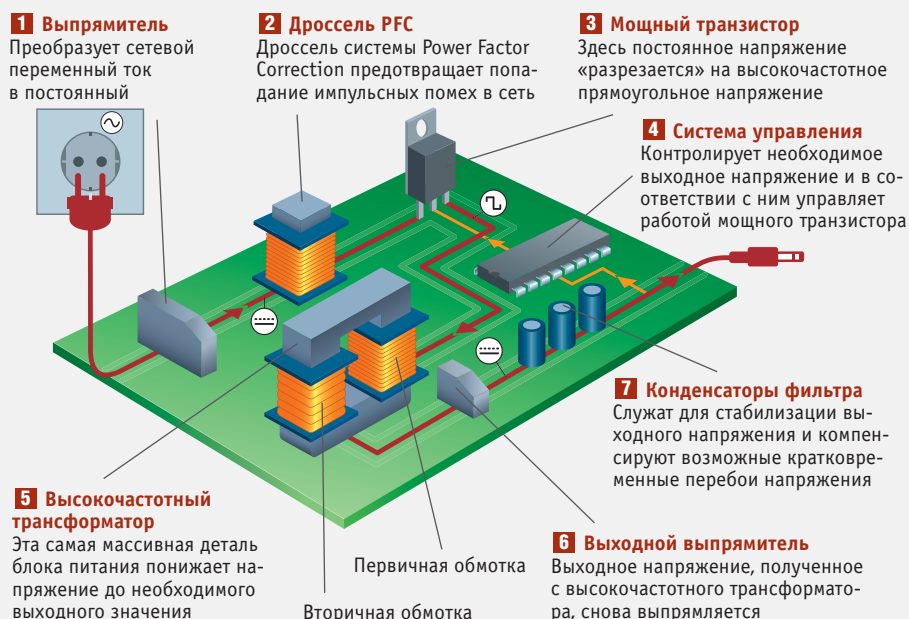 1 Выпрямитель
Преобразует сетевой
переменный ток
в постоянный
2 Дроссель PFC
Дроссель системы Power Factor
Correction предотвращает попа-
дание импульсных помех в сеть
3 Мощный транзистор
Здесь постоянное напряжение
«разрезается» на высокочастотное
прямоугольное напряжение
4 Система управления
Контролирует необходимое
выходное напряжение и в со-
ответствии с ним управляет
работой мощного транзистора
7 Конденсаторы фильтра
Служат для стабилизации вы-
ходного напряжения и компен-
сируют возможные кратковре-
менные перебои напряжения
5 Высокочастотный
трансформатор
Эта самая массивная деталь
блока питания понижает на-
пряжение до необходимого
выходного значения
Первичная обмотка
Вторичная обмотка
6 Выходной выпрямитель
Выходное напряжение, полученное
с высокочастотного трансформато-
ра, снова выпрямляется